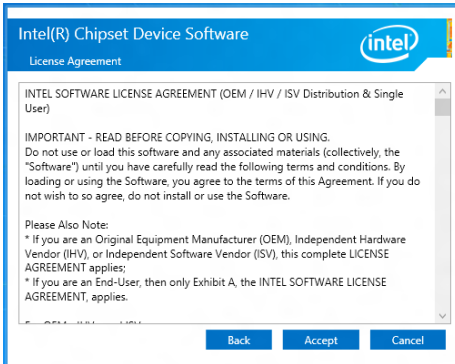 Intel(R) Chipset Device Software
intel
License Agreement
INTEL SOFTWARE LICENSE AGREEMENT (OEM / IHV / ISV Distribution & Single
User)
IMPORTANT - READ BEFORE COPYING, INSTALLING OR USING.
Do not use or load this software and any associated materials (collectively, the
"Software") until you have carefully read the following terms and conditions. By
loading or using the Software, you agree to the terms of this Agreement. If you do
not wish to so agree, do not install or use the Software.
Please Also Note:
* If you are an Original Equipment Manufacturer (OEM), Independent Hardware
Vendor (IHV), or Independent Software Vendor (ISV), this complete LICENSE
AGREEMENT applies;
* If you are an End-User, then only Exhibit A, the INTEL SOFTWARE LICENSE
AGREEMENT, applies.
Back Accept Cancel